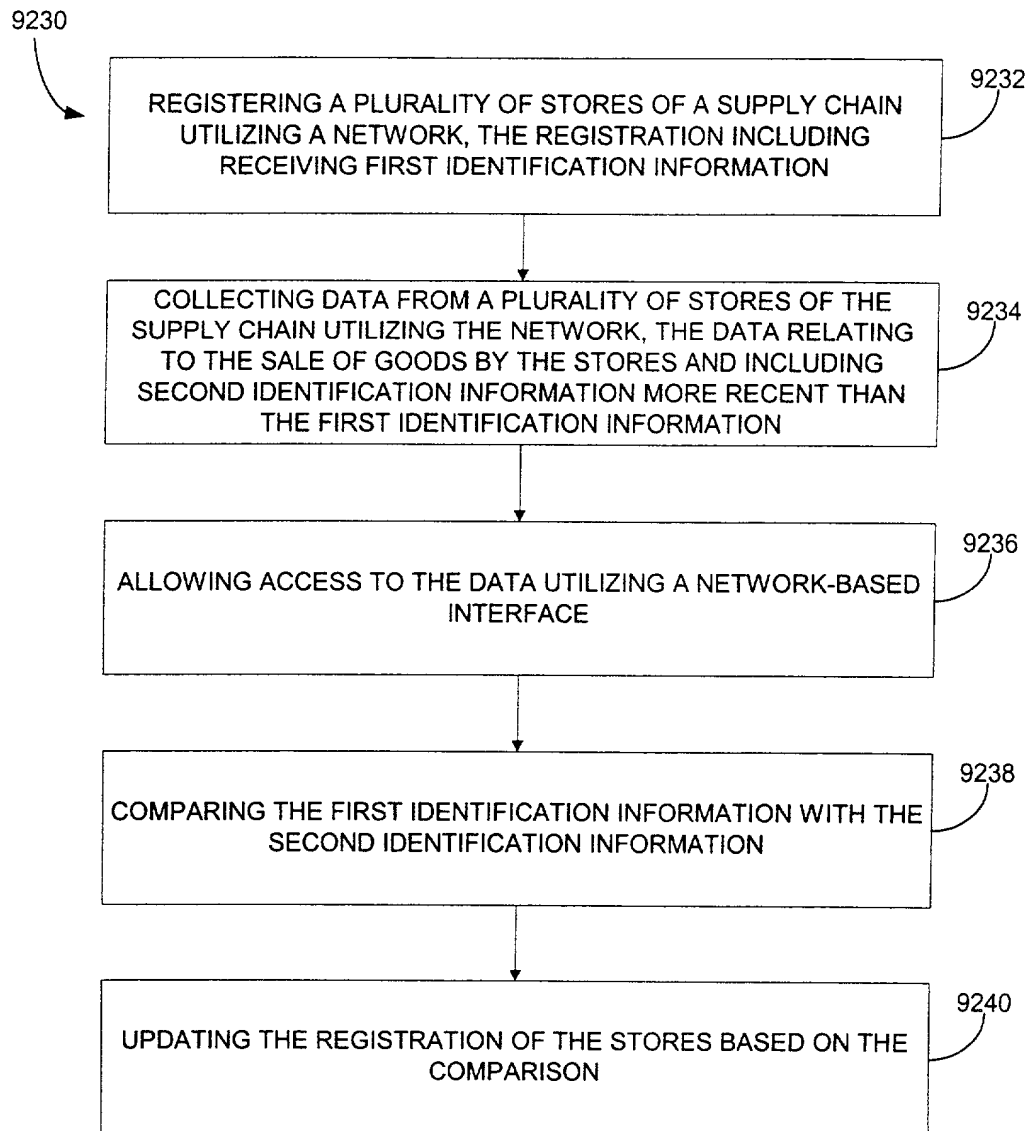 9230
REGISTERING A PLURALITY OF STORES OF A SUPPLY CHAIN
UTILIZING A NETWORK, THE REGISTRATION INCLUDING
RECEIVING FIRST IDENTIFICATION INFORMATION
9232
COLLECTING DATA FROM A PLURALITY OF STORES OF THE
SUPPLY CHAIN UTILIZING THE NETWORK, THE DATA RELATING
TO THE SALE OF GOODS BY THE STORES AND INCLUDING
SECOND IDENTIFICATION INFORMATION MORE RECENT THAN
THE FIRST IDENTIFICATION INFORMATION
9234
ALLOWING ACCESS TO THE DATA UTILIZING A NETWORK-BASED
INTERFACE
9236
COMPARING THE FIRST IDENTIFICATION INFORMATION WITH THE
SECOND IDENTIFICATION INFORMATION
9238
UPDATING THE REGISTRATION OF THE STORES BASED ON THE
COMPARISON
9240